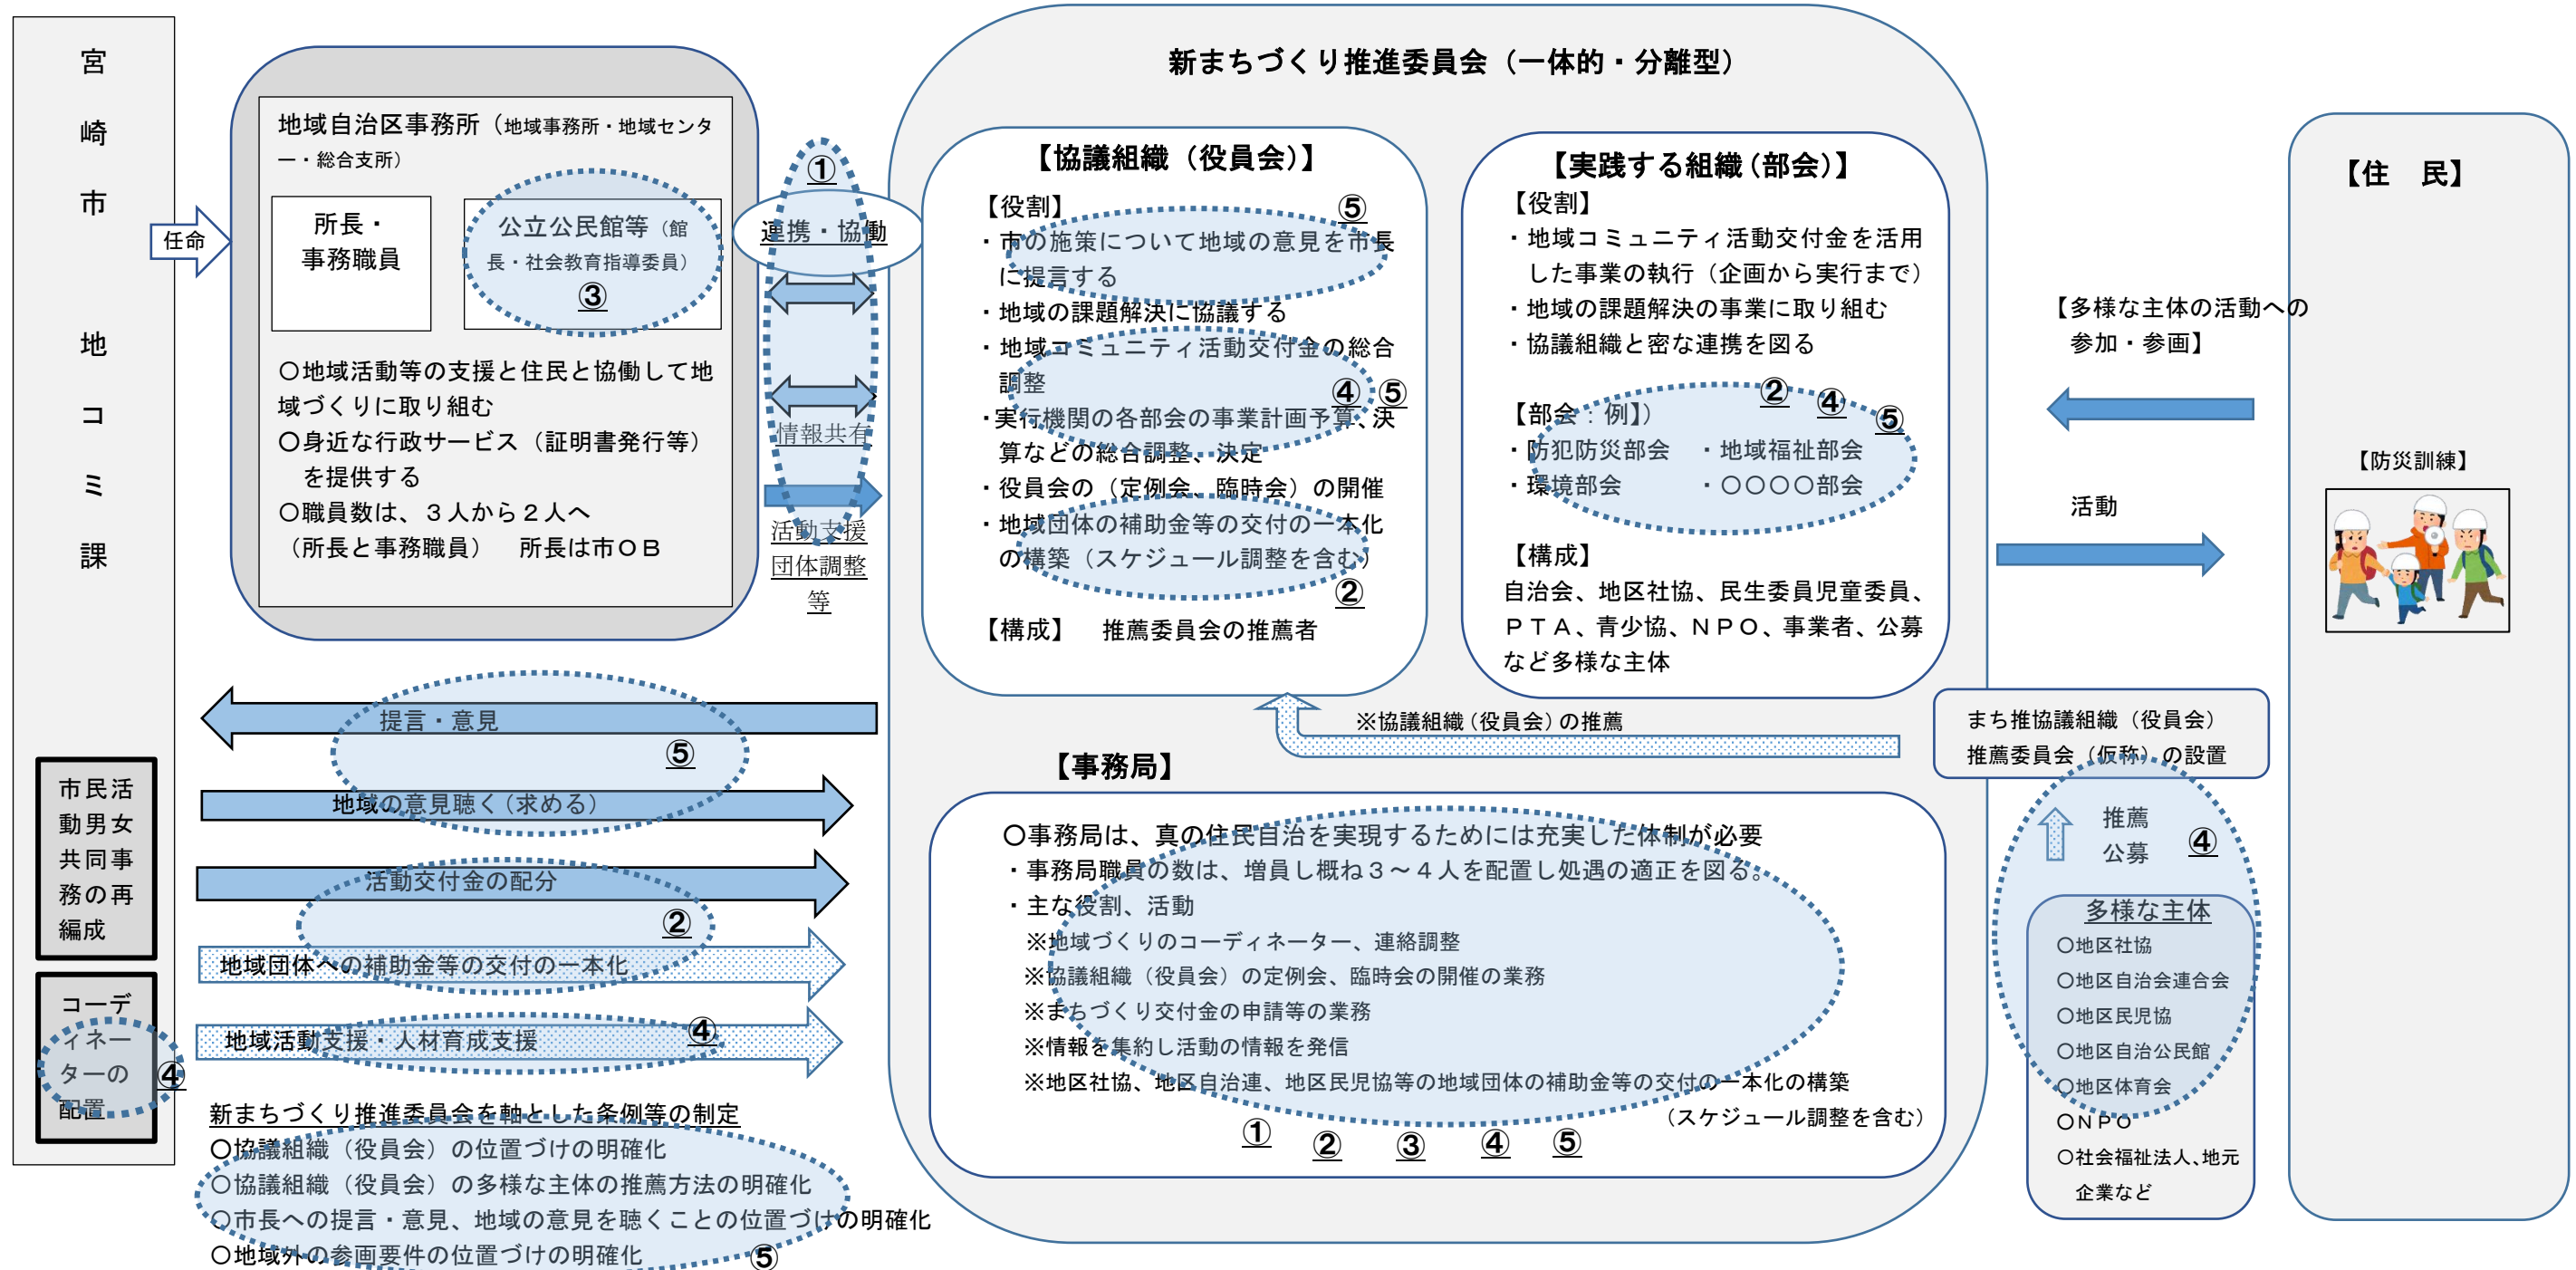 宮崎市 地コミ課
市民活
動男女
共同事
務の再
編成
コーデ
ィネー
ターの
配置
④
任命
地域自治区事務所（地域事務所・地域センタ
ー・総合支所）
所長・
事務職員
公立公民館等（館
長・社会教育指導委員）
③
〇地域活動等の支援と住民と協働して地
域づくりに取り組む
〇身近な行政サービス（証明書発行等）
を提供する
〇職員数は、３人から２人へ
（所長と事務職員）　所長は市ＯＢ
①
連携・協働
情報共有
活動支援
団体調整
等
提言・意見
⑤
地域の意見聴く（求める）
活動交付金の配分
②
地域団体への補助金等の交付の一本化
地域活動支援・人材育成支援
④
新まちづくり推進委員会を軸とした条例等の制定
〇協議組織（役員会）の位置づけの明確化
〇協議組織（役員会）の多様な主体の推薦方法の明確化
〇市長への提言・意見、地域の意見を聴くことの位置づけの明確化
〇地域外の参画要件の位置づけの明確化
⑤
新まちづくり推進委員会（一体的・分離型）
【協議組織（役員会）】
【役割】
⑤
・市の施策について地域の意見を市長
に提言する
・地域の課題解決に協議する
・地域コミュニティ活動交付金の総合
調整
④ ⑤
・実行機関の各部会の事業計画予算、決
算などの総合調整、決定
・役員会の（定例会、臨時会）の開催
・地域団体の補助金等の交付の一本化
の構築（スケジュール調整を含む）
②
【構成】　推薦委員会の推薦者
【実践する組織（部会）】
【役割】
・地域コミュニティ活動交付金を活用
した事業の執行（企画から実行まで）
・地域の課題解決の事業に取り組む
・協議組織と密な連携を図る
② ④ ⑤
【部会：例】）
・防犯防災部会　・地域福祉部会
・環境部会　　　・〇〇〇〇部会
【構成】
自治会、地区社協、民生委員児童委員、
ＰＴＡ、青少協、ＮＰＯ、事業者、公募
など多様な主体
※協議組織（役員会）の推薦
【事務局】
〇事務局は、真の住民自治を実現するためには充実した体制が必要
・事務局職員の数は、増員し概ね３～４人を配置し処遇の適正を図る。
・主な役割、活動
※地域づくりのコーディネーター、連絡調整
※協議組織（役員会）の定例会、臨時会の開催の業務
※まちづくり交付金の申請等の業務
※情報を集約し活動の情報を発信
※地区社協、地区自治連、地区民児協等の地域団体の補助金等の交付の一本化の構築
（スケジュール調整を含む）
① ② ③ ④ ⑤
【多様な主体の活動への
参加・参画】
活動
まち推協議組織（役員会）
推薦委員会（仮称）の設置
推薦
公募
④
多様な主体
〇地区社協
〇地区自治会連合会
〇地区民児協
〇地区自治公民館
〇地区体育会
〇ＮＰＯ
〇社会福祉法人、地元
企業など
【住　民】
【防災訓練】